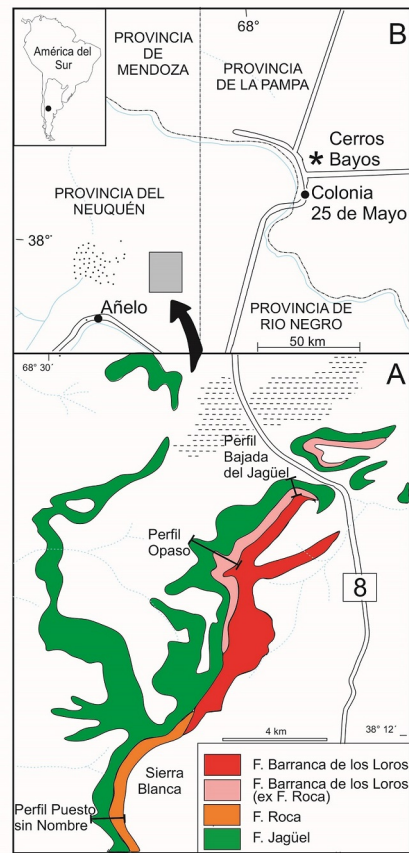 América del
Sur
PROVINCIA
DE
MENDOZA
68°
B
PROVINCIA
DE LA PAMPA
Cerros
Bayos
PROVINCIA DEL
NEUQUÉN
Colonia
25 de Mayo
38°
Añelo
PROVINCIA DE
RIO NEGRO
50 km
68° 30'
A
Perfil
Bajada
del Jagüel
Perfil
Opaso
8
4 km
38° 12'
Sierra
Blanca
Perfil Puesto
sin Nombre
F. Barranca de los Loros
F. Barranca de los Loros
(ex F. Roca)
F. Roca
F. Jagüel